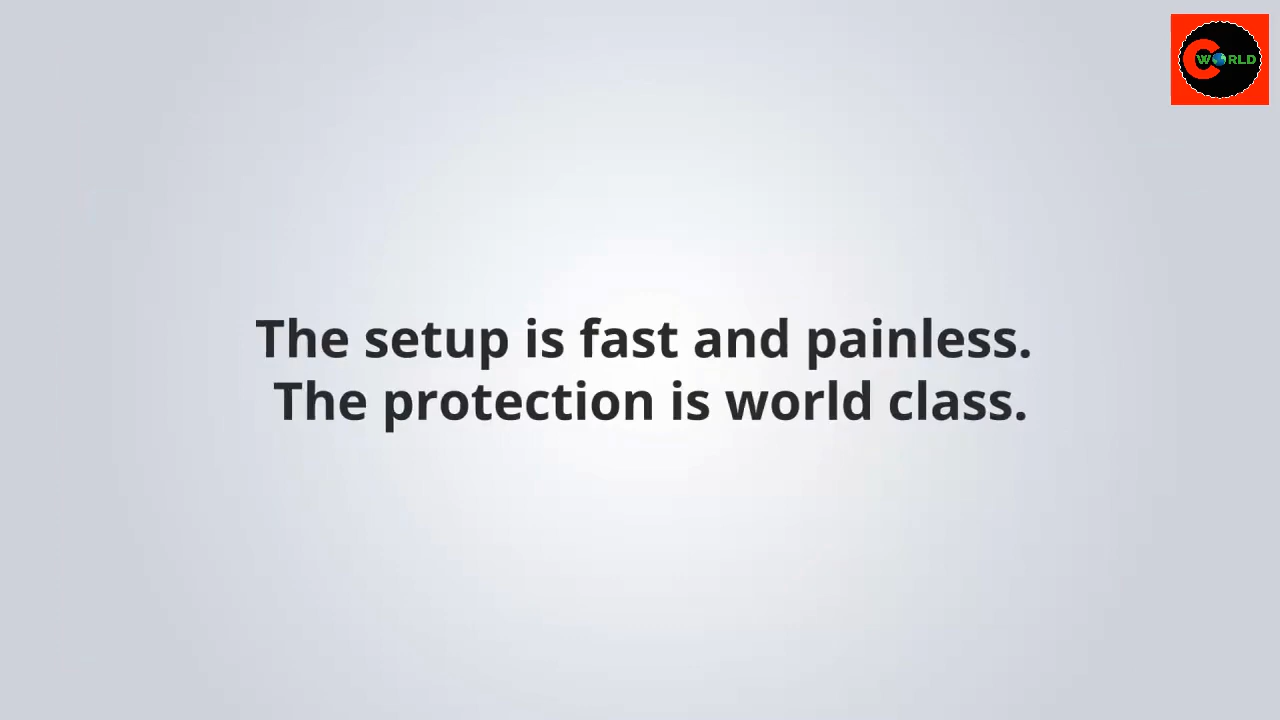 C WORLD
The setup is fast and painless.
The protection is world class.